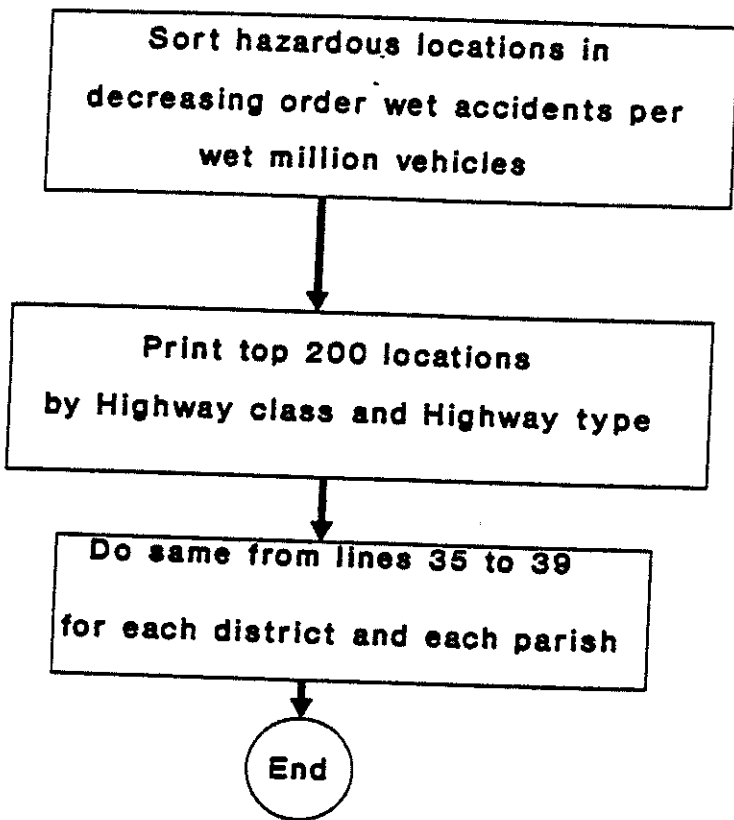 Sort hazardous locations in
decreasing order wet accidents per
wet million vehicles
Print top 200 locations
by Highway class and Highway type
Do same from lines 35 to 39
for each district and each parish
End